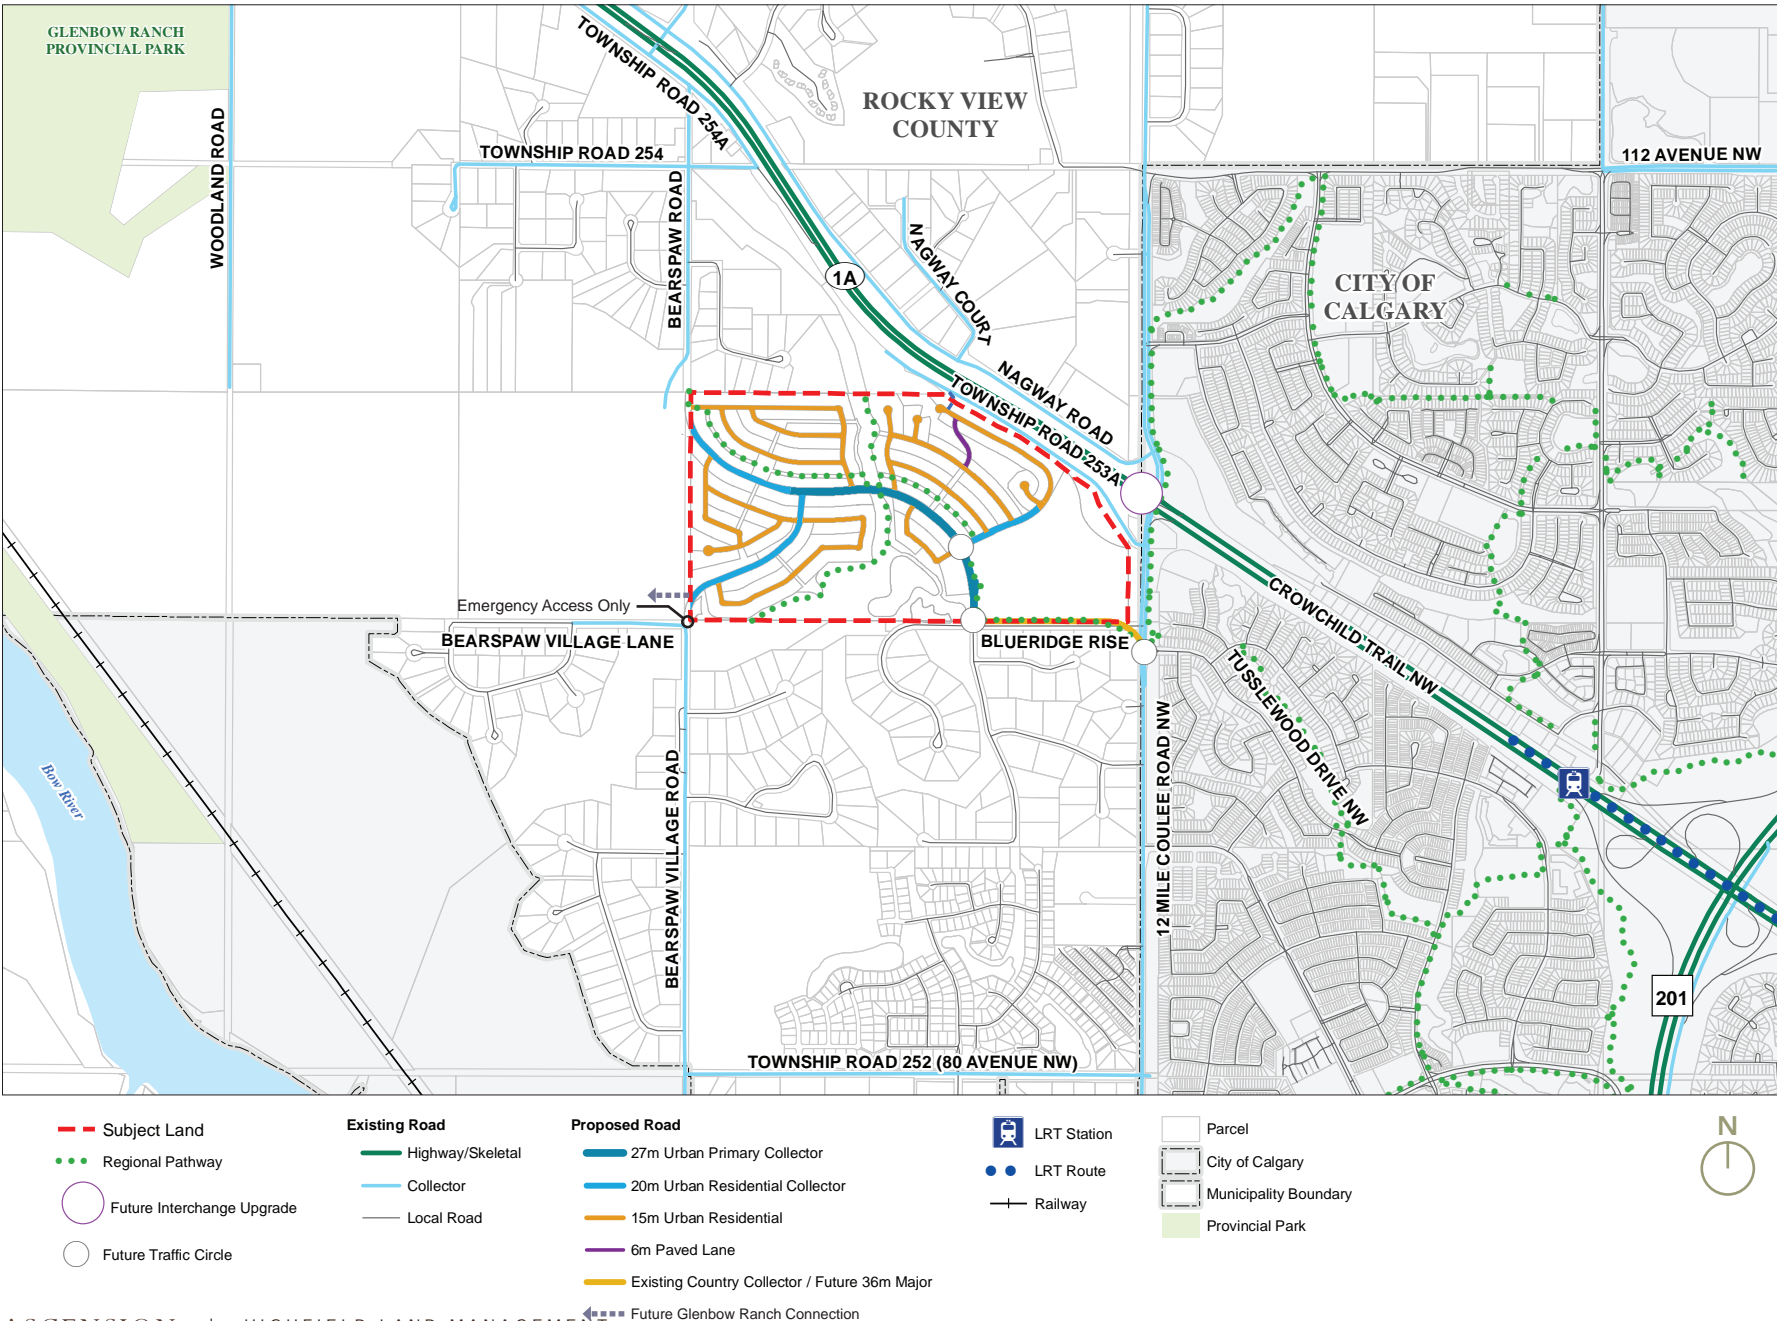 GLENBOW RANCH
PROVINCIAL PARK
WOODLAND ROAD
TOWNSHIP ROAD 254A
TOWNSHIP ROAD 254
ROCKY VIEW
COUNTY
112 AVENUE NW
BEARSPAW ROAD
NAGWAY COURT
1A
CITY OF
CALGARY
NAGWAY ROAD
TOWNSHIP ROAD 253A
Emergency Access Only
BEARSPAW VILLAGE LANE
BLUERIDGE RISE
CROWCHILD TRAIL NW
TUSSLEWOOD DRIVE NW
Bow River
BEARSPAW VILLAGE ROAD
12 MILE COULEE ROAD NW
201
TOWNSHIP ROAD 252 (80 AVENUE NW)
Subject Land
Regional Pathway
Future Interchange Upgrade
Future Traffic Circle
Existing Road
Highway/Skeletal
Collector
Local Road
Proposed Road
27m Urban Primary Collector
20m Urban Residential Collector
15m Urban Residential
6m Paved Lane
Existing Country Collector / Future 36m Major
Future Glenbow Ranch Connection
LRT Station
LRT Route
Railway
Parcel
City of Calgary
Municipality Boundary
Provincial Park
N
ASCENSION | HIGHFIELD LAND MANAGEMENT